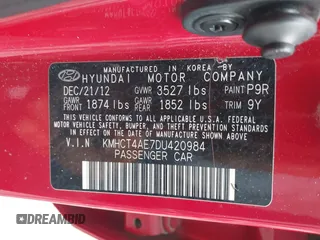 MANUFACTURED IN KOREA BY
HYUNDAI MOTOR COMPANY
DEC/21/12 GVWR 3527 lbs PAINT P9R
GAWR FRONT 1874 lbs GAWR REAR 1852 lbs TRIM 9Y
THIS VEHICLE CONFORMS TO ALL APPLICABLE U.S. FEDERAL
MOTOR VEHICLE SAFETY, BUMPER, AND THEFT PREVENTION
STANDARDS IN EFFECT ON THE DATE OF MANUFACTURE
SHOWN ABOVE.
V.I.N KMHCT4AE7DU420984
PASSENGER CAR
DREAMBID